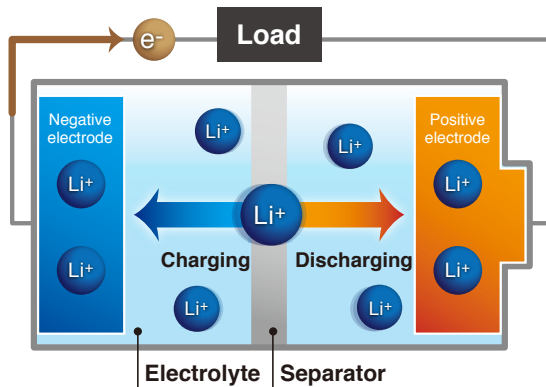 e-
Load
Negative
electrode
Positive
electrode
Li+
Li+
Li+
Li+
Li+
Li+
Li+
Charging
Discharging
Li+
Li+
Electrolyte
Separator